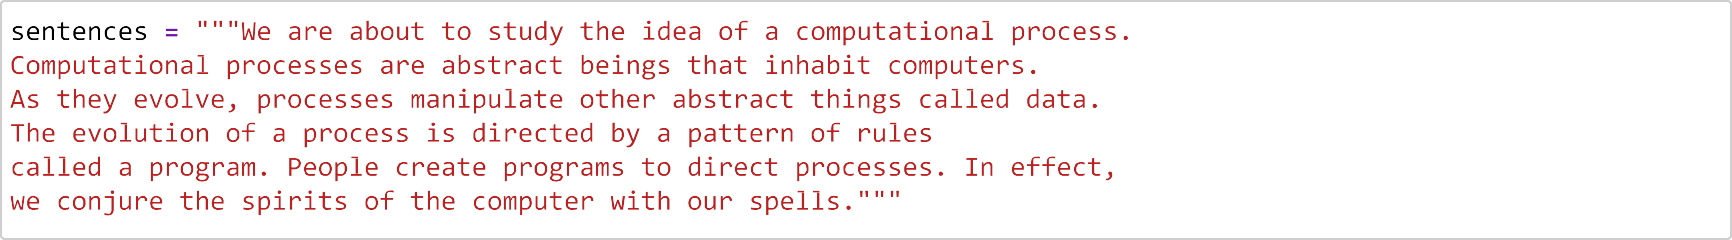 sentences = """We are about to study the idea of a computational process.
Computational processes are abstract beings that inhabit computers.
As they evolve, processes manipulate other abstract things called data.
The evolution of a process is directed by a pattern of rules
called a program. People create programs to direct processes. In effect,
we conjure the spirits of the computer with our spells."""